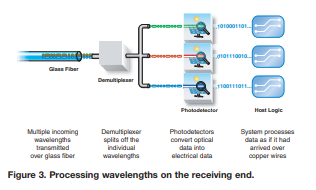 1010001101...
Glass Fiber
0101110010...
Demultiplexer
1100111011...
Photodetector
Host Logic
Multiple incoming
wavelengths
transmitted
over glass fiber
Demultiplexer
splits off the
individual
wavelengths
Photodetectors
convert optical
data into
electrical data
System processes
data as if it had
arrived over
copper wires
Figure 3. Processing wavelengths on the receiving end.